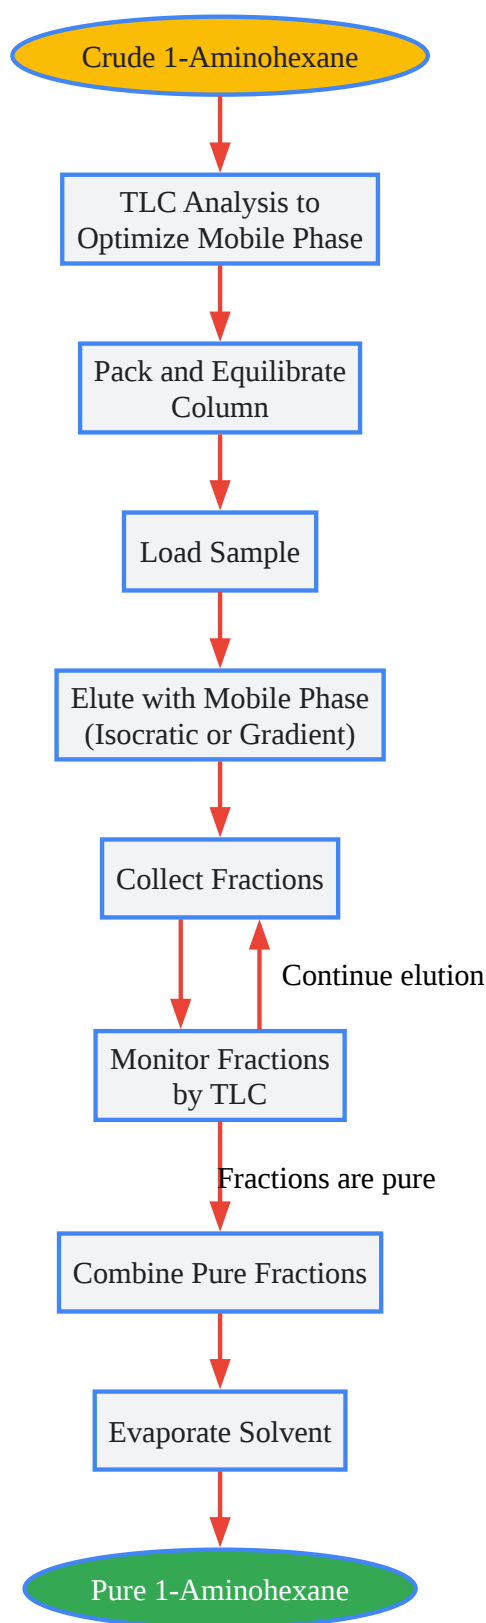 Crude 1-Aminohexane
TLC Analysis to
Optimize Mobile Phase
Pack and Equilibrate
Column
Load Sample
Elute with Mobile Phase
(Isocratic or Gradient)
Collect Fractions
Continue elution
Monitor Fractions
by TLC
Fractions are pure
Combine Pure Fractions
Evaporate Solvent
Pure 1-Aminohexane